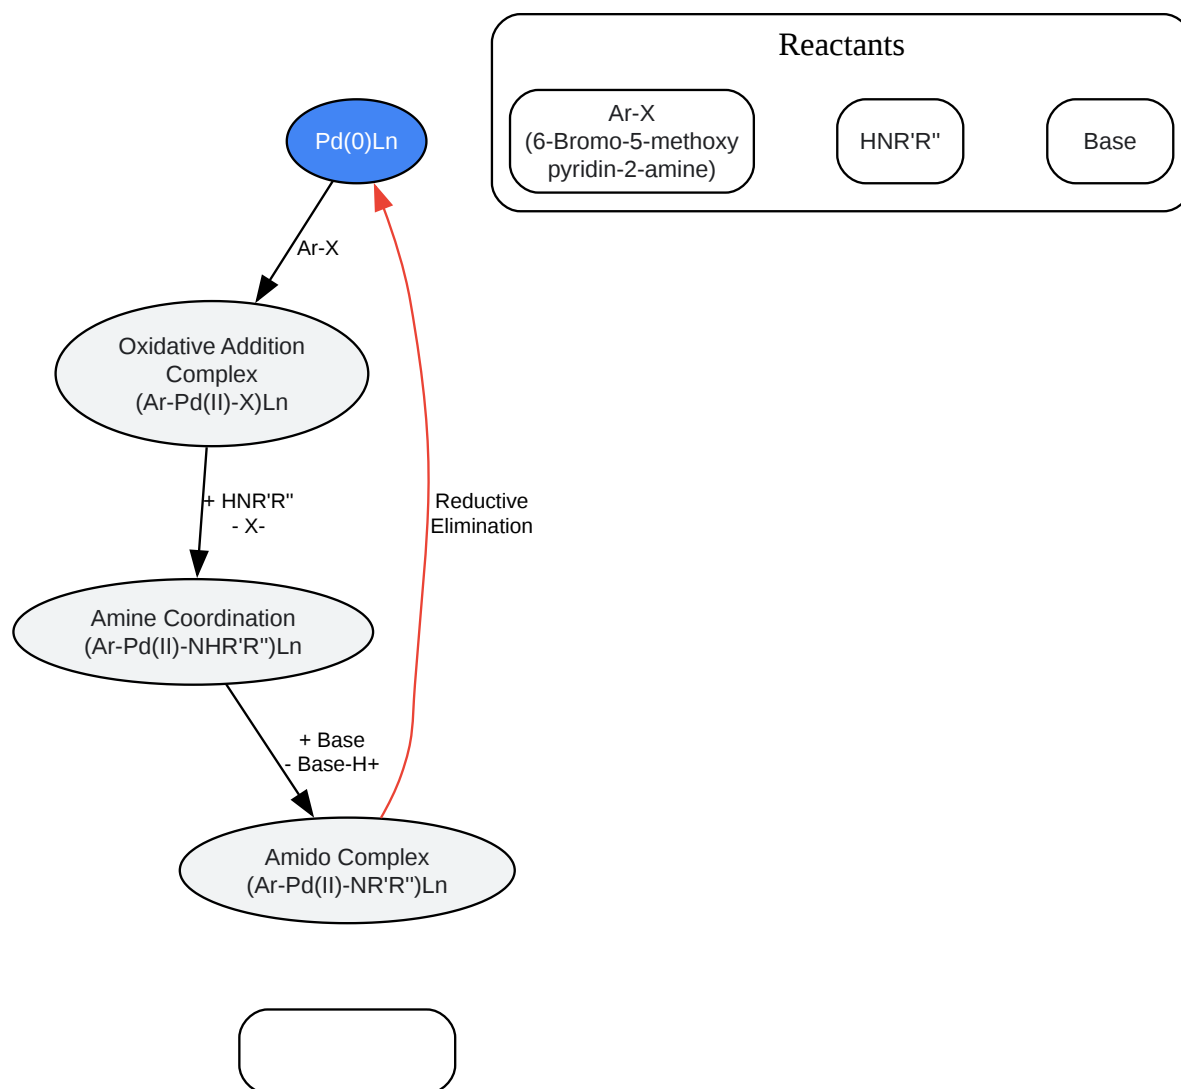 Reactants
Ar-X
(6-Bromo-5-methoxy
pyridin-2-amine)
HNR'R"
Base
Pd(0)Ln
Ar-X
Oxidative Addition
Complex
(Ar-Pd(II)-X)Ln
+ HNR'R"
- X-
Reductive
Elimination
Amine Coordination
(Ar-Pd(II)-NHR'R")Ln
+ Base
- Base-H+
Amido Complex
(Ar-Pd(II)-NR'R")Ln